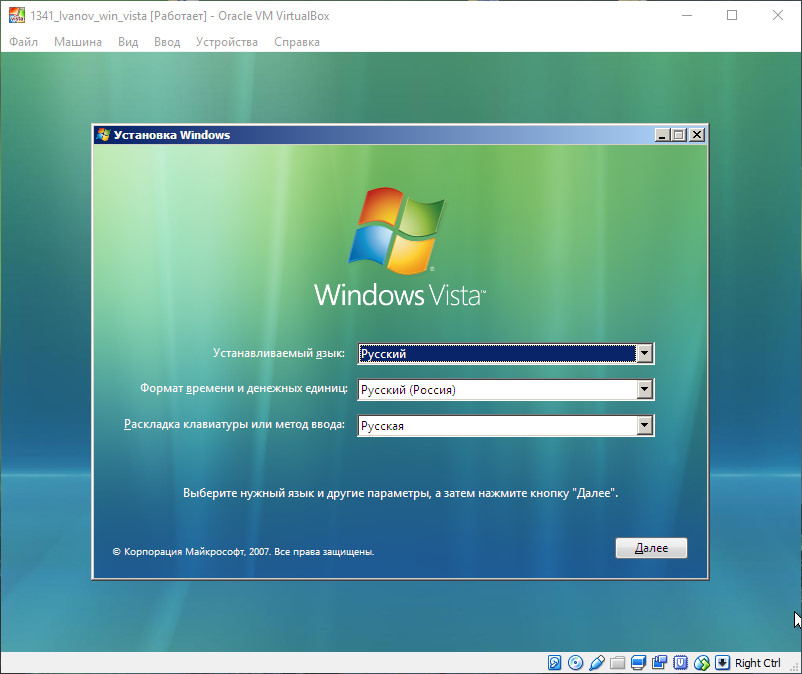 1341_Ivanov_win_vista [Работает] - Oracle VM VirtualBox
Файл Машина Вид Ввод Устройства Справка
Установка Windows
Windows Vista™
Устанавливаемый язык: Русский
Формат времени и денежных единиц: Русский (Россия)
Раскладка клавиатуры или метод ввода: Русская
Выберите нужный язык и другие параметры, а затем нажмите кнопку "Далее".
© Корпорация Майкрософт, 2007. Все права защищены.
Далее
Right Ctrl